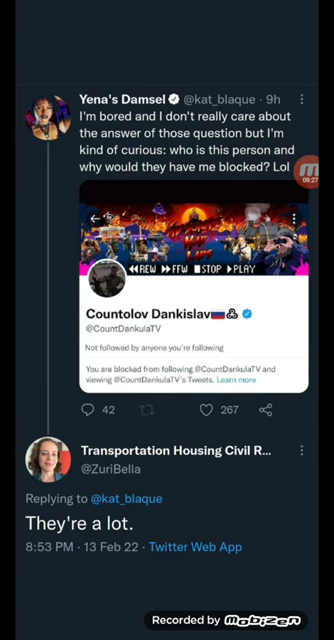 Yena's Damsel @kat_blaque · 9h
I'm bored and I don't really care about
the answer of those question but I'm
kind of curious: who is this person and
why would they have me blocked? Lol
09:27
◀◀REW ▶▶FFW ■STOP ▶PLAY
Countolov Dankislav🇷🇺
@CountDankulaTV
Not followed by anyone you're following
You are blocked from following @CountDankulaTV and
viewing @CountDankulaTV's Tweets. Learn more
42 267
Transportation Housing Civil R...
@ZuriBella
Replying to @kat_blaque
They're a lot.
8:53 PM · 13 Feb 22 · Twitter Web App
Recorded by mobizen